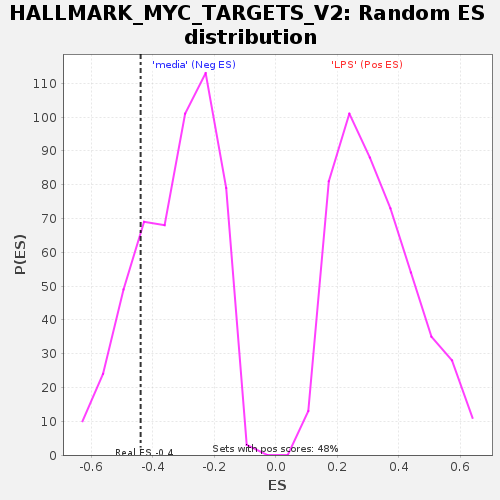 HALLMARK_MYC_TARGETS_V2: Random ES
distribution
'media' (Neg ES)
'LPS' (Pos ES)
110
100
90
80
70
60
50
40
30
20
10
0
P(ES)
Real ES -0.4
Sets with pos scores: 48%
-0.6 -0.4 -0.2 0.0 0.2 0.4 0.6
ES